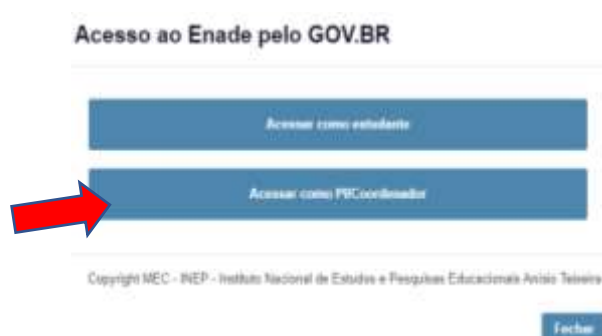 Acesso ao Enade pelo GOV.BR
Acessar como estudante
Acessar como PI/Coordenador
Copyright MEC - INEP - Instituto Nacional de Estudos e Pesquisas Educacionais Anísio Teixeira
Fechar